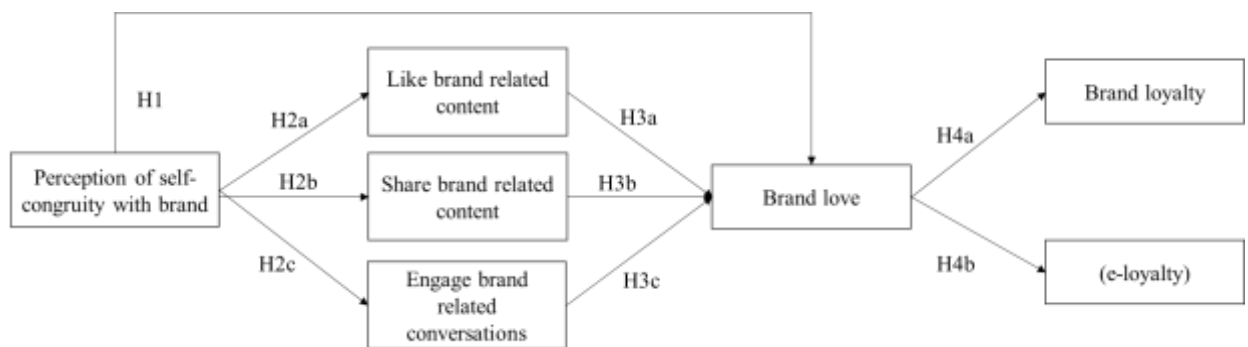 H1
Perception of self-
congruity with brand
H2a
H2b
H2c
Like brand related
content
Share brand related
content
Engage brand
related
conversations
H3a
H3b
H3c
Brand love
H4a
H4b
Brand loyalty
(e-loyalty)